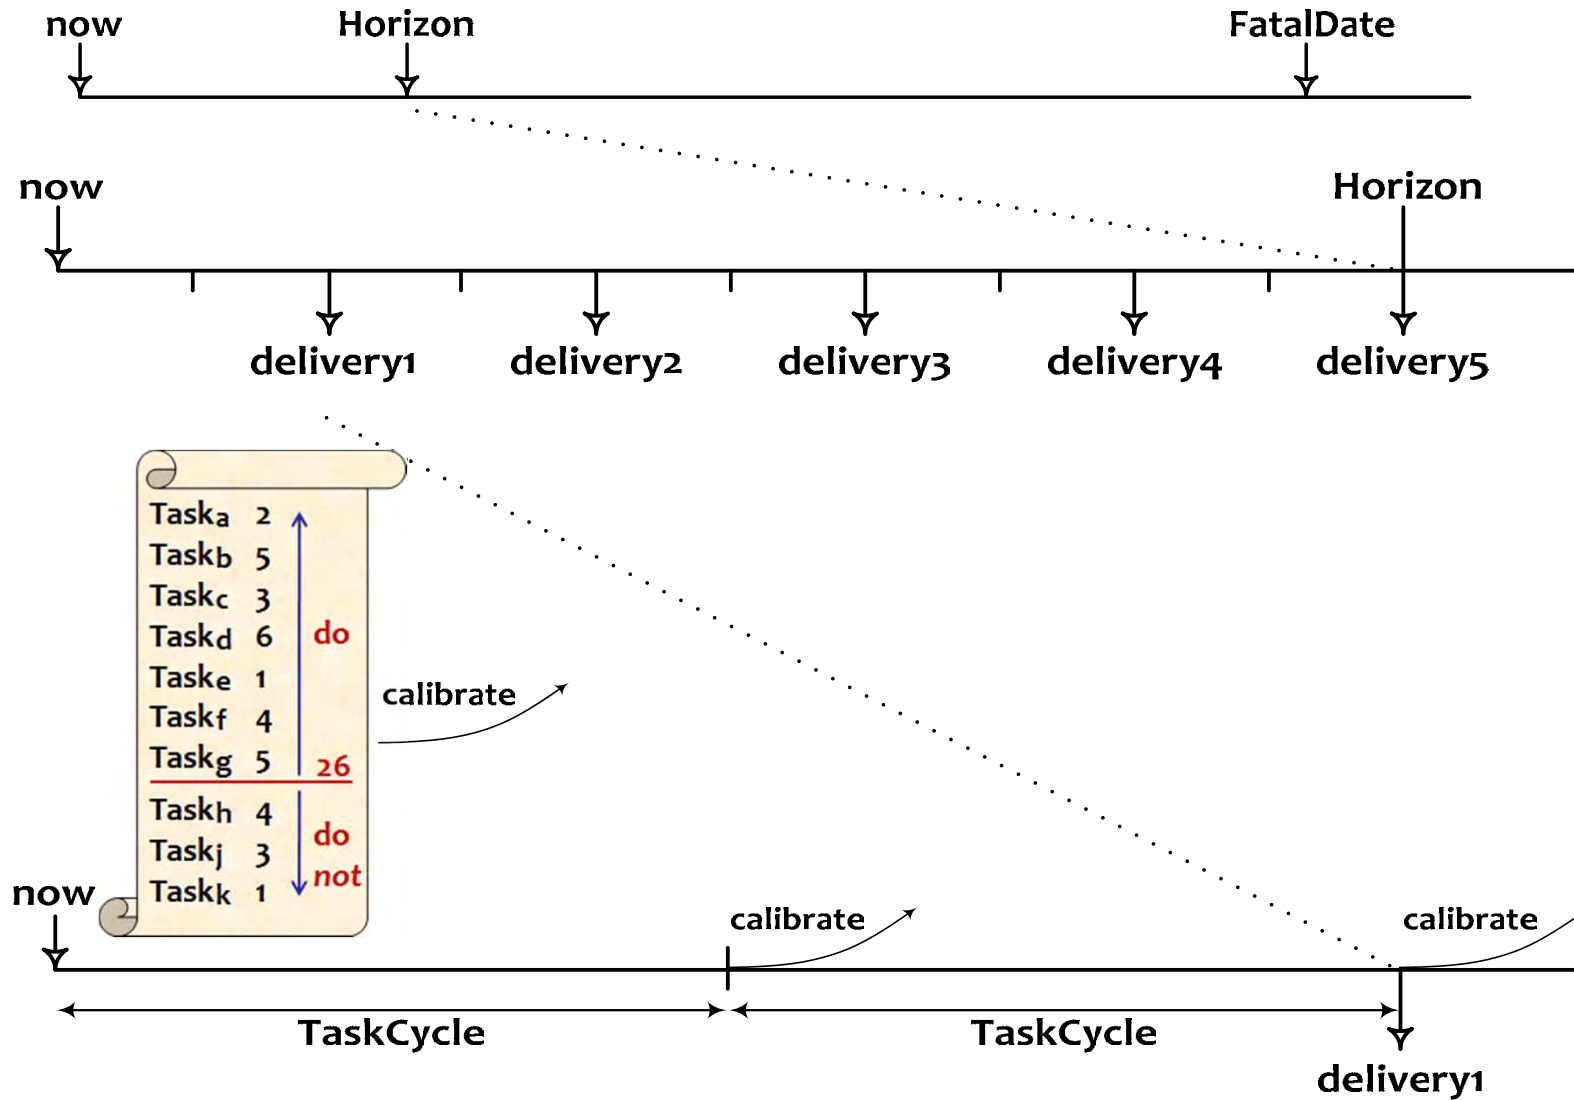 now Horizon FatalDate
now Horizon
delivery1 delivery2 delivery3 delivery4 delivery5
Taska 2
Taskb 5
Taskc 3
Taskd 6
do
Taske 1
Taskf 4
Taskg 5
26
calibrate
Taskh 4
do
Taskj 3
not
Taskk 1
now
calibrate
calibrate
TaskCycle TaskCycle
delivery1